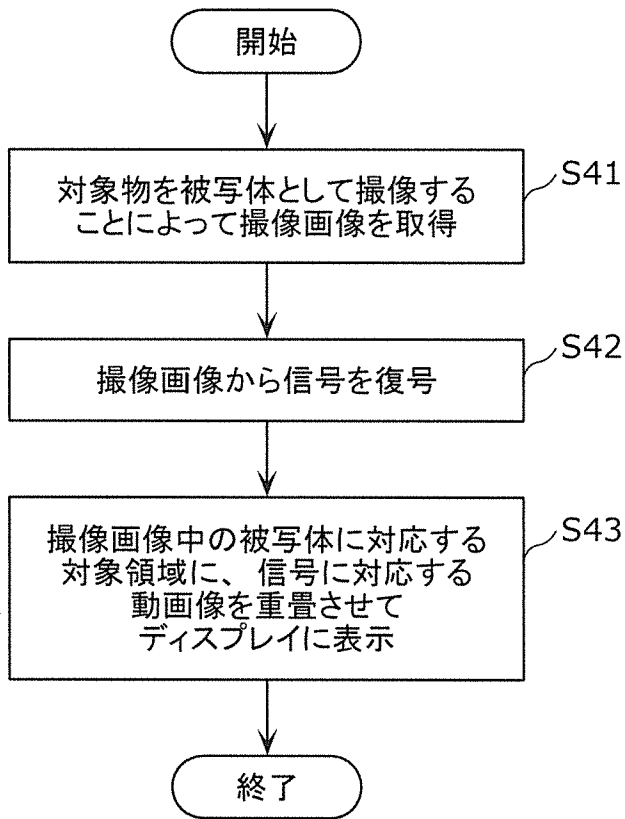 開始
対象物を被写体として撮像する
ことによって撮像画像を取得
S41
撮像画像から信号を復号
S42
撮像画像中の被写体に対応する
対象領域に、信号に対応する
動画像を重畳させて
ディスプレイに表示
S43
終了